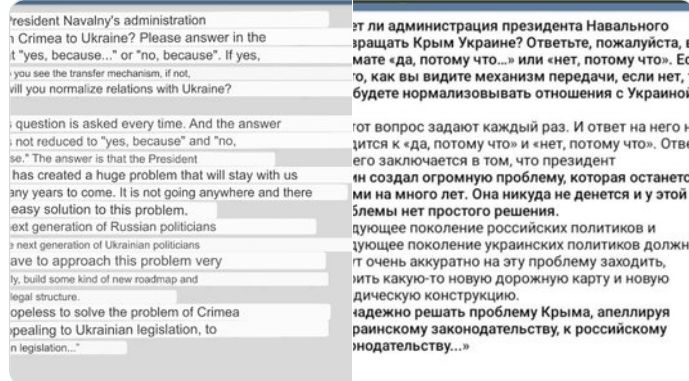 President Navalny's administration
Crimea to Ukraine? Please answer in the
"yes, because..." or "no, because". If yes,
you see the transfer mechanism, if not,
will you normalize relations with Ukraine?
question is asked every time. And the answer
not reduced to "yes, because" and "no,
se." The answer is that the President
has created a huge problem that will stay with us
any years to come. It is not going anywhere and there
easy solution to this problem.
ext generation of Russian politicians
next generation of Ukrainian politicians
ave to approach this problem very
ly, build some kind of new roadmap and
legal structure.
opeless to solve the problem of Crimea
ppealing to Ukrainian legislation, to
n legislation..."
ет ли администрация президента Навального
вращать Крым Украине? Ответьте, пожалуйста, в
мате «да, потому что...» или «нет, потому что». Ес
то, как вы видите механизм передачи, если нет,
будете нормализовывать отношения с Украиной
тот вопрос задают каждый раз. И ответ на него н
дится к «да, потому что» и «нет, потому что». Отве
его заключается в том, что президент
ин создал огромную проблему, которая останетс
ми на много лет. Она никуда не денется и у этой
блемы нет простого решения.
дующее поколение российских политиков и
дующее поколение украинских политиков должн
ут очень аккуратно на эту проблему заходить,
оить какую-то новую дорожную карту и новую
дическую конструкцию.
надежно решать проблему Крыма, апеллируя
раинскому законодательству, к российскому
онодательству...»